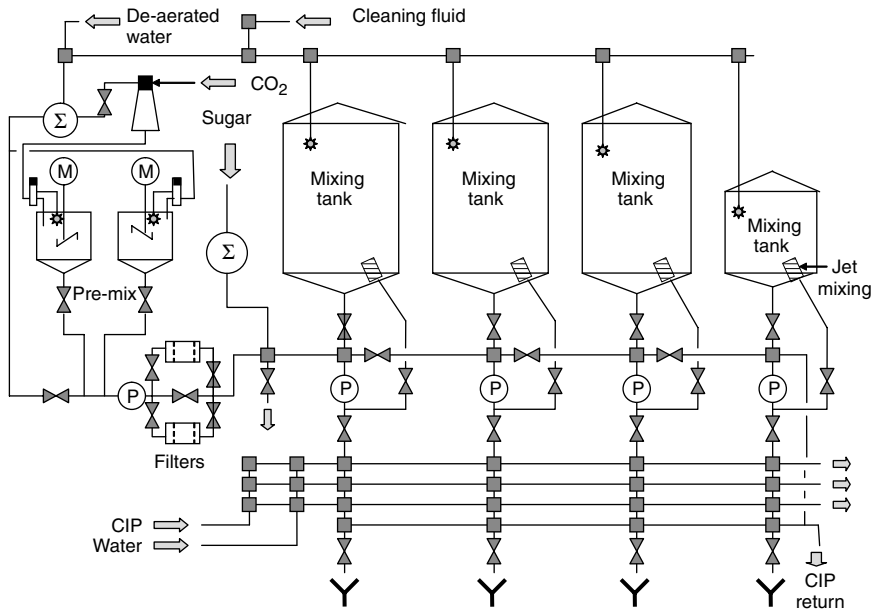 De-aerated
water
Cleaning fluid
CO2
Σ
Sugar
M
M
Mixing
tank
Mixing
tank
Mixing
tank
Mixing
tank
Σ
Jet
mixing
Pre-mix
P
P
P
P
P
Filters
CIP
Water
CIP
return